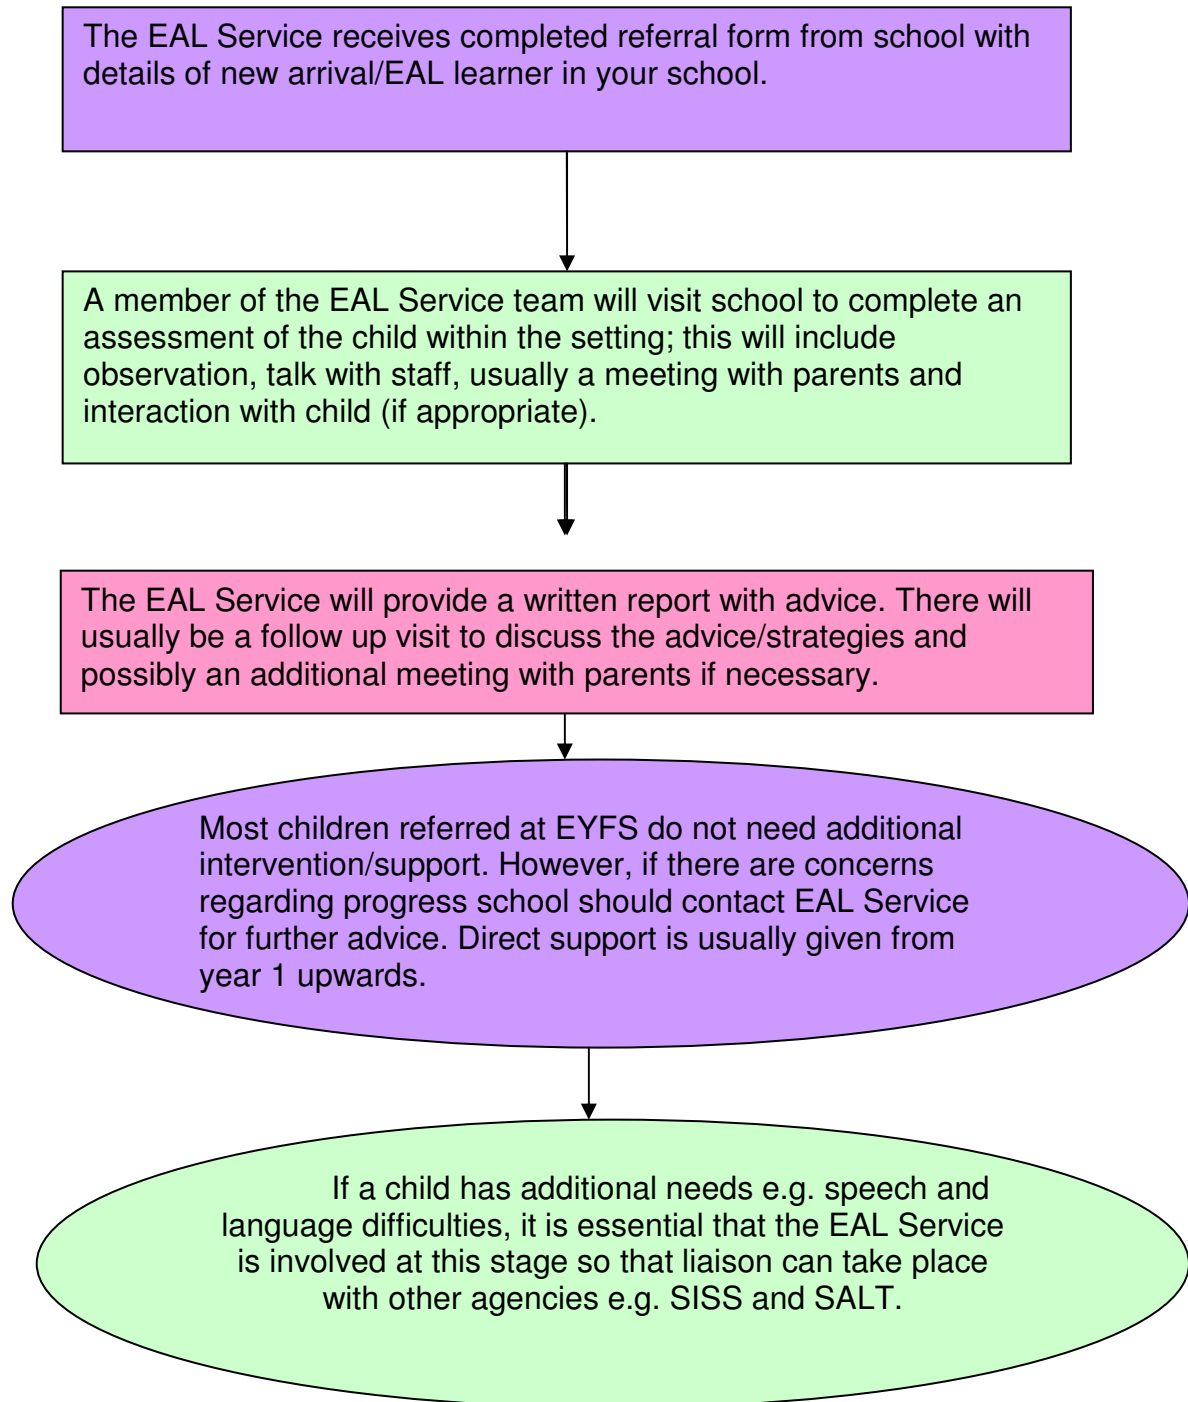 The EAL Service receives completed referral form from school with
details of new arrival/EAL learner in your school.
A member of the EAL Service team will visit school to complete an
assessment of the child within the setting; this will include
observation, talk with staff, usually a meeting with parents and
interaction with child (if appropriate).
The EAL Service will provide a written report with advice. There will
usually be a follow up visit to discuss the advice/strategies and
possibly an additional meeting with parents if necessary.
Most children referred at EYFS do not need additional
intervention/support. However, if there are concerns
regarding progress school should contact EAL Service
for further advice. Direct support is usually given from
year 1 upwards.
If a child has additional needs e.g. speech and
language difficulties, it is essential that the EAL Service
is involved at this stage so that liaison can take place
with other agencies e.g. SISS and SALT.